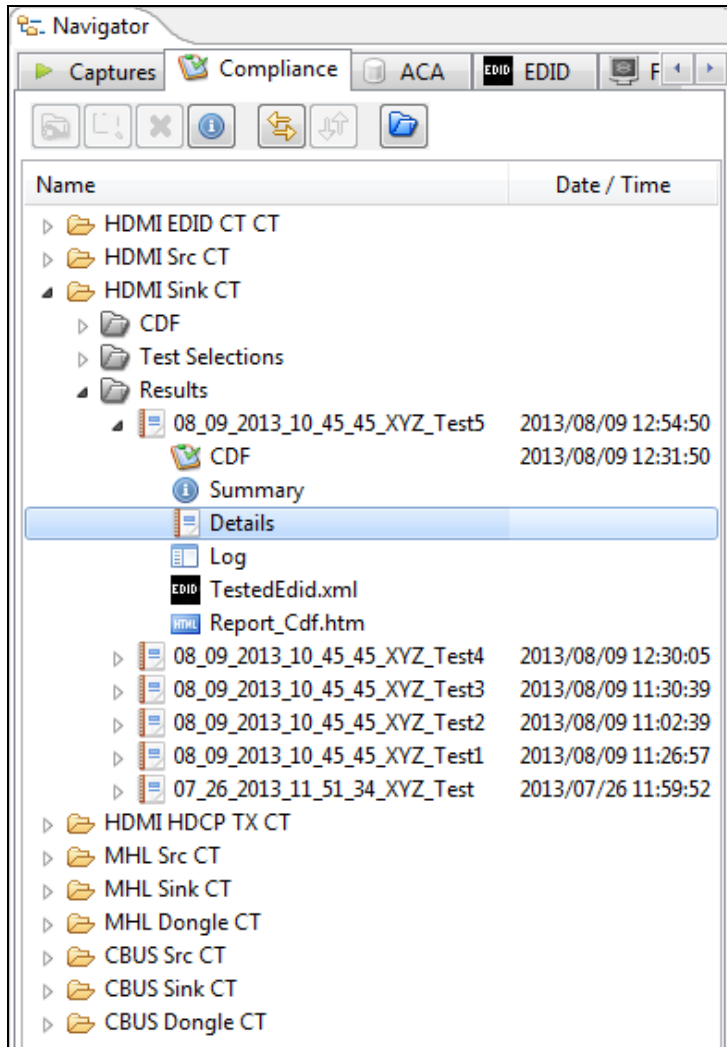 Navigator
Captures Compliance ACA EDID EDID F
Name Date / Time
HDMI EDID CT CT
HDMI Src CT
HDMI Sink CT
CDF
Test Selections
Results
08_09_2013_10_45_45_XYZ_Test5 2013/08/09 12:54:50
CDF 2013/08/09 12:31:50
Summary
Details
Log
EDID TestedEdid.xml
HTML Report_Cdf.htm
08_09_2013_10_45_45_XYZ_Test4 2013/08/09 12:30:05
08_09_2013_10_45_45_XYZ_Test3 2013/08/09 11:30:39
08_09_2013_10_45_45_XYZ_Test2 2013/08/09 11:02:39
08_09_2013_10_45_45_XYZ_Test1 2013/08/09 11:26:57
07_26_2013_11_51_34_XYZ_Test 2013/07/26 11:59:52
HDMI HDCP TX CT
MHL Src CT
MHL Sink CT
MHL Dongle CT
CBUS Src CT
CBUS Sink CT
CBUS Dongle CT